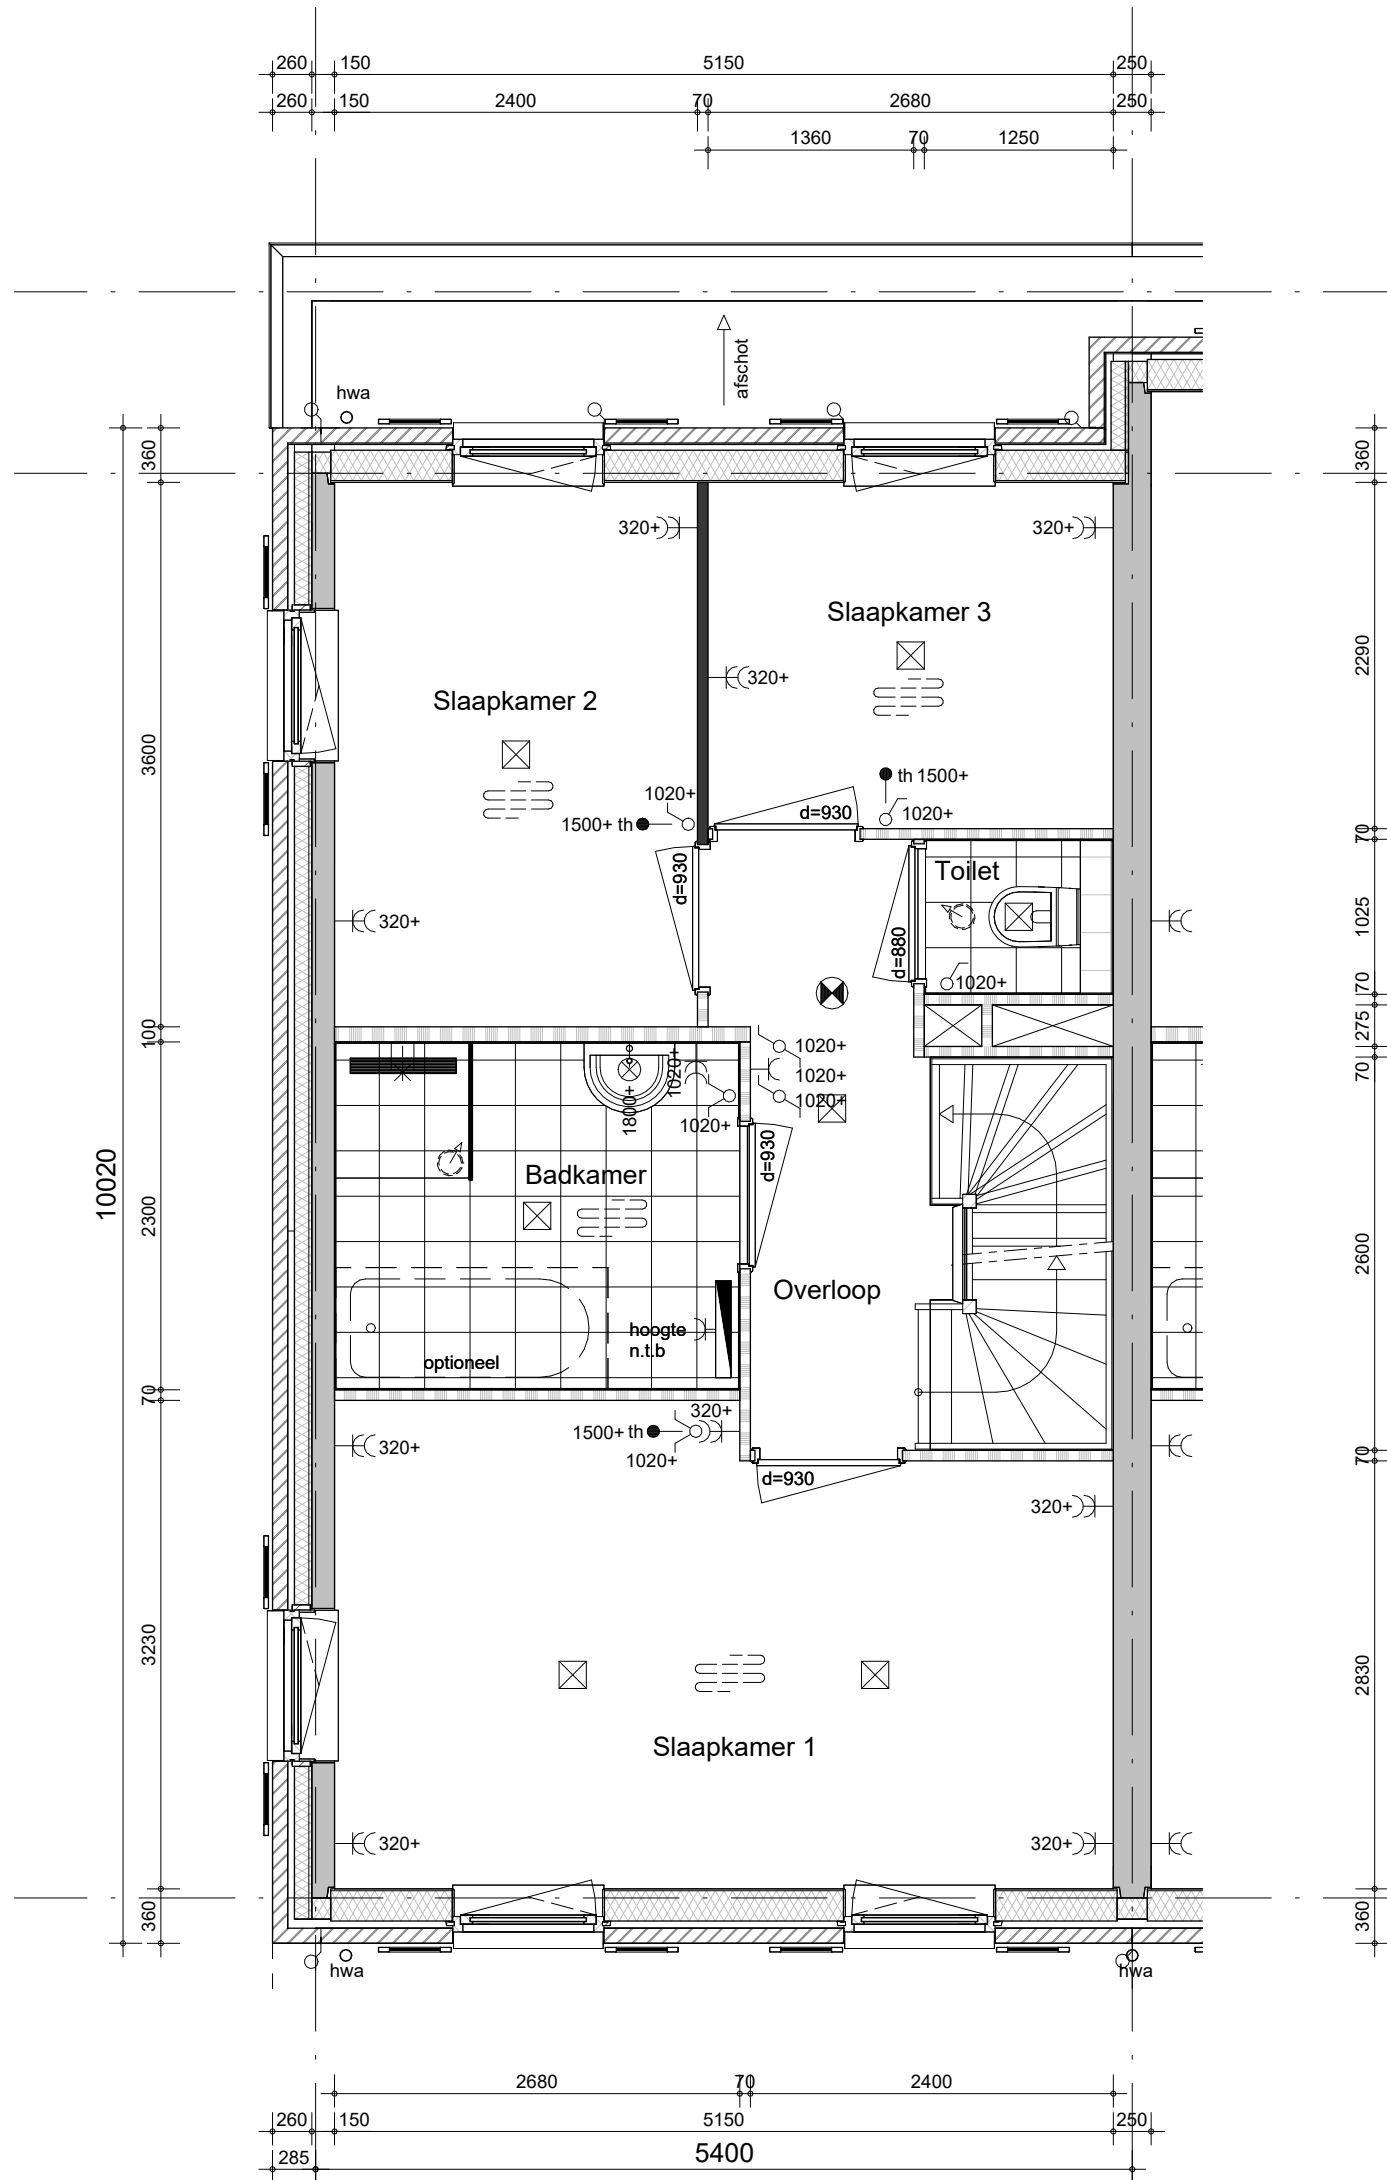 260 150 5150 250
260 150 2400 70 2680 250
1360 70 1250
afschot
hwa
360
360
320+
320+
Slaapkamer 3
2290
320+
Slaapkamer 2
3600
th 1500+
1020+
d=930
1020+
1500+ th
70
d=930
Toilet
320+
1025
d=880
1020+
70
275
100
1020+
1020+
1020+
1020+
1800+
1020+
70
d=930
Badkamer
10020
2300
2600
Overloop
hoogte
n.t.b
optioneel
70
320+
1500+ th
1020+
320+
70
d=930
320+
3230
2830
Slaapkamer 1
320+
320+
360
360
hwa
hwa
2680 70 2400
260 150 5150 250
285 5400